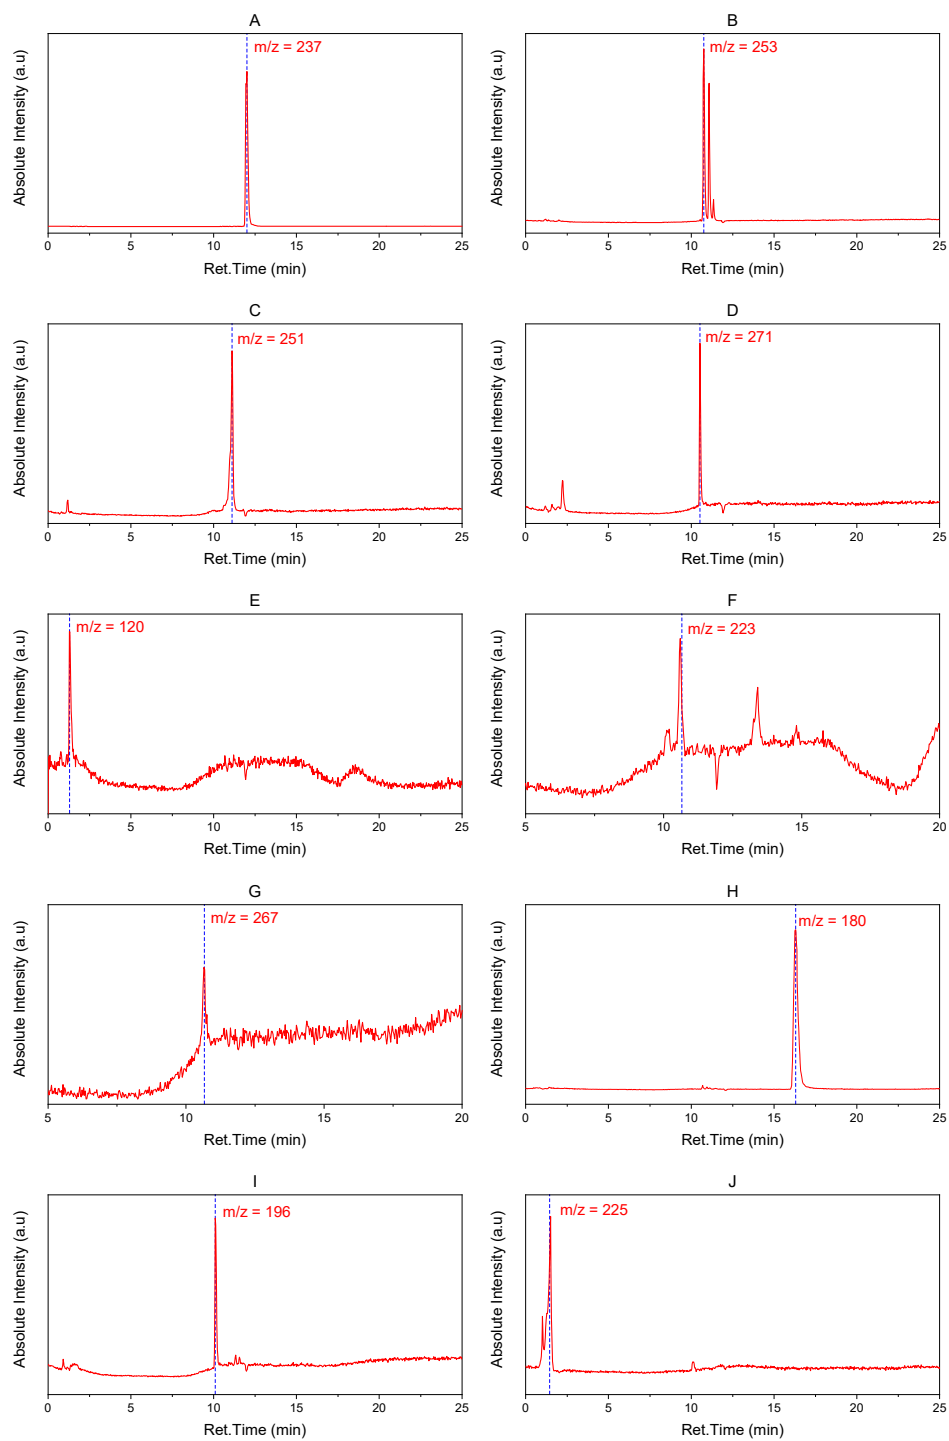 A
m/z = 237
Absolute Intensity (a.u)
0 5 10 15 20 25
Ret.Time (min)
B
m/z = 253
Absolute Intensity (a.u)
0 5 10 15 20 25
Ret.Time (min)
C
m/z = 251
Absolute Intensity (a.u)
0 5 10 15 20 25
Ret.Time (min)
D
m/z = 271
Absolute Intensity (a.u)
0 5 10 15 20 25
Ret.Time (min)
E
m/z = 120
Absolute Intensity (a.u)
0 5 10 15 20 25
Ret.Time (min)
F
m/z = 223
Absolute Intensity (a.u)
5 10 15 20
Ret.Time (min)
G
m/z = 267
Absolute Intensity (a.u)
5 10 15 20
Ret.Time (min)
H
m/z = 180
Absolute Intensity (a.u)
0 5 10 15 20 25
Ret.Time (min)
I
m/z = 196
Absolute Intensity (a.u)
0 5 10 15 20 25
Ret.Time (min)
J
m/z = 225
Absolute Intensity (a.u)
0 5 10 15 20 25
Ret.Time (min)